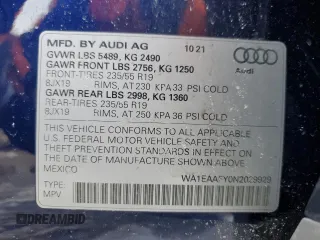 MFD. BY AUDI AG 10 21
GVWR LBS 5489, KG 2490
GAWR FRONT LBS 2756, KG 1250
FRONT-TIRES 235/55 R19
8JX19 RIMS, AT 230 KPA 33 PSI COLD
GAWR REAR LBS 2998, KG 1360
REAR-TIRES 235/55 R19
8JX19 RIMS, AT 250 KPA 36 PSI COLD
THIS VEHICLE CONFORMS TO ALL APPLICABLE
U.S. FEDERAL MOTOR VEHICLE SAFETY AND
THEFT PREVENTION STANDARDS IN EFFECT ON
THE DATE OF MANUFACTURE SHOWN ABOVE
MEXICO
TYPE:
MPV
DREAMBID